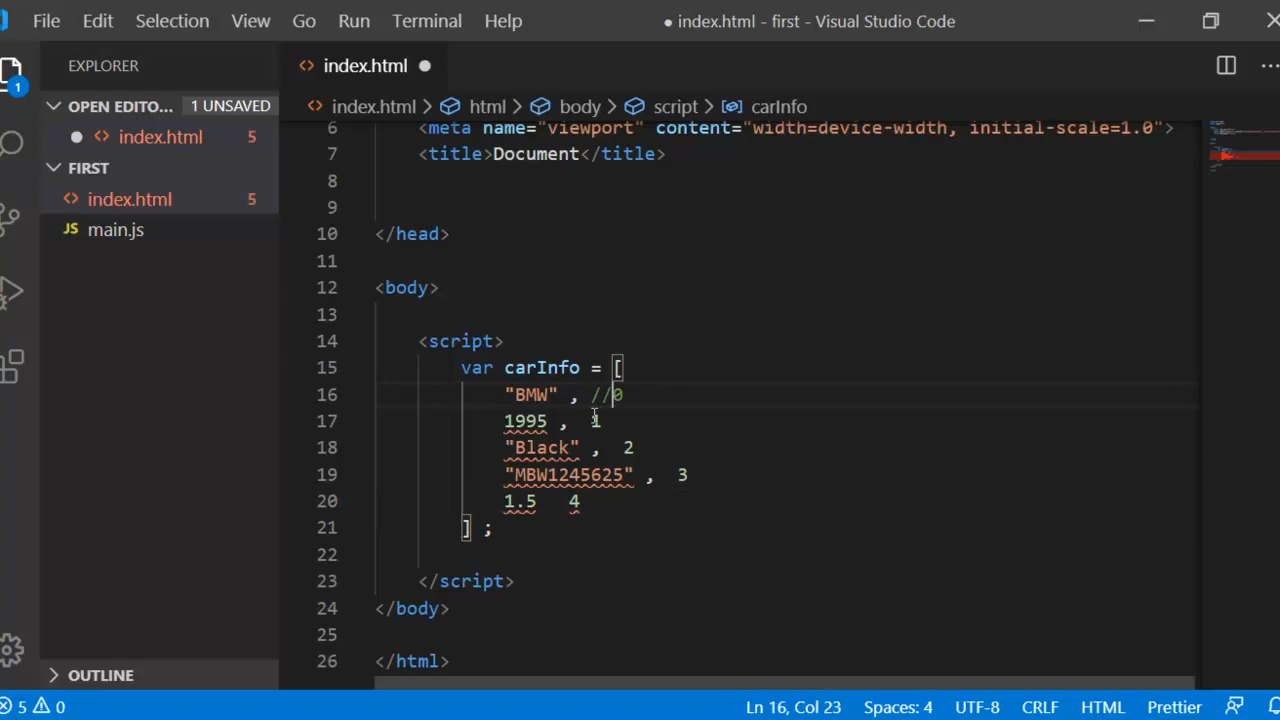 File Edit Selection View Go Run Terminal Help ● index.html - first - Visual Studio Code
EXPLORER
index.html ●
OPEN EDITO... 1 UNSAVED
index.html > html > body > script > carInfo
● index.html 5
FIRST
index.html 5
JS main.js
1
6 <meta name="viewport" content="width=device-width, initial-scale=1.0">
7 <title>Document</title>
8
9
10 </head>
11
12 <body>
13
14 <script>
15 var carInfo = [
16 "BMW" , //0
17 1995 , 1
18 "Black" , 2
19 "MBW1245625" , 3
20 1.5 4
21 ] ;
22
23 </script>
24 </body>
25
26 </html>
OUTLINE
5 0 Ln 16, Col 23 Spaces: 4 UTF-8 CRLF HTML Prettier